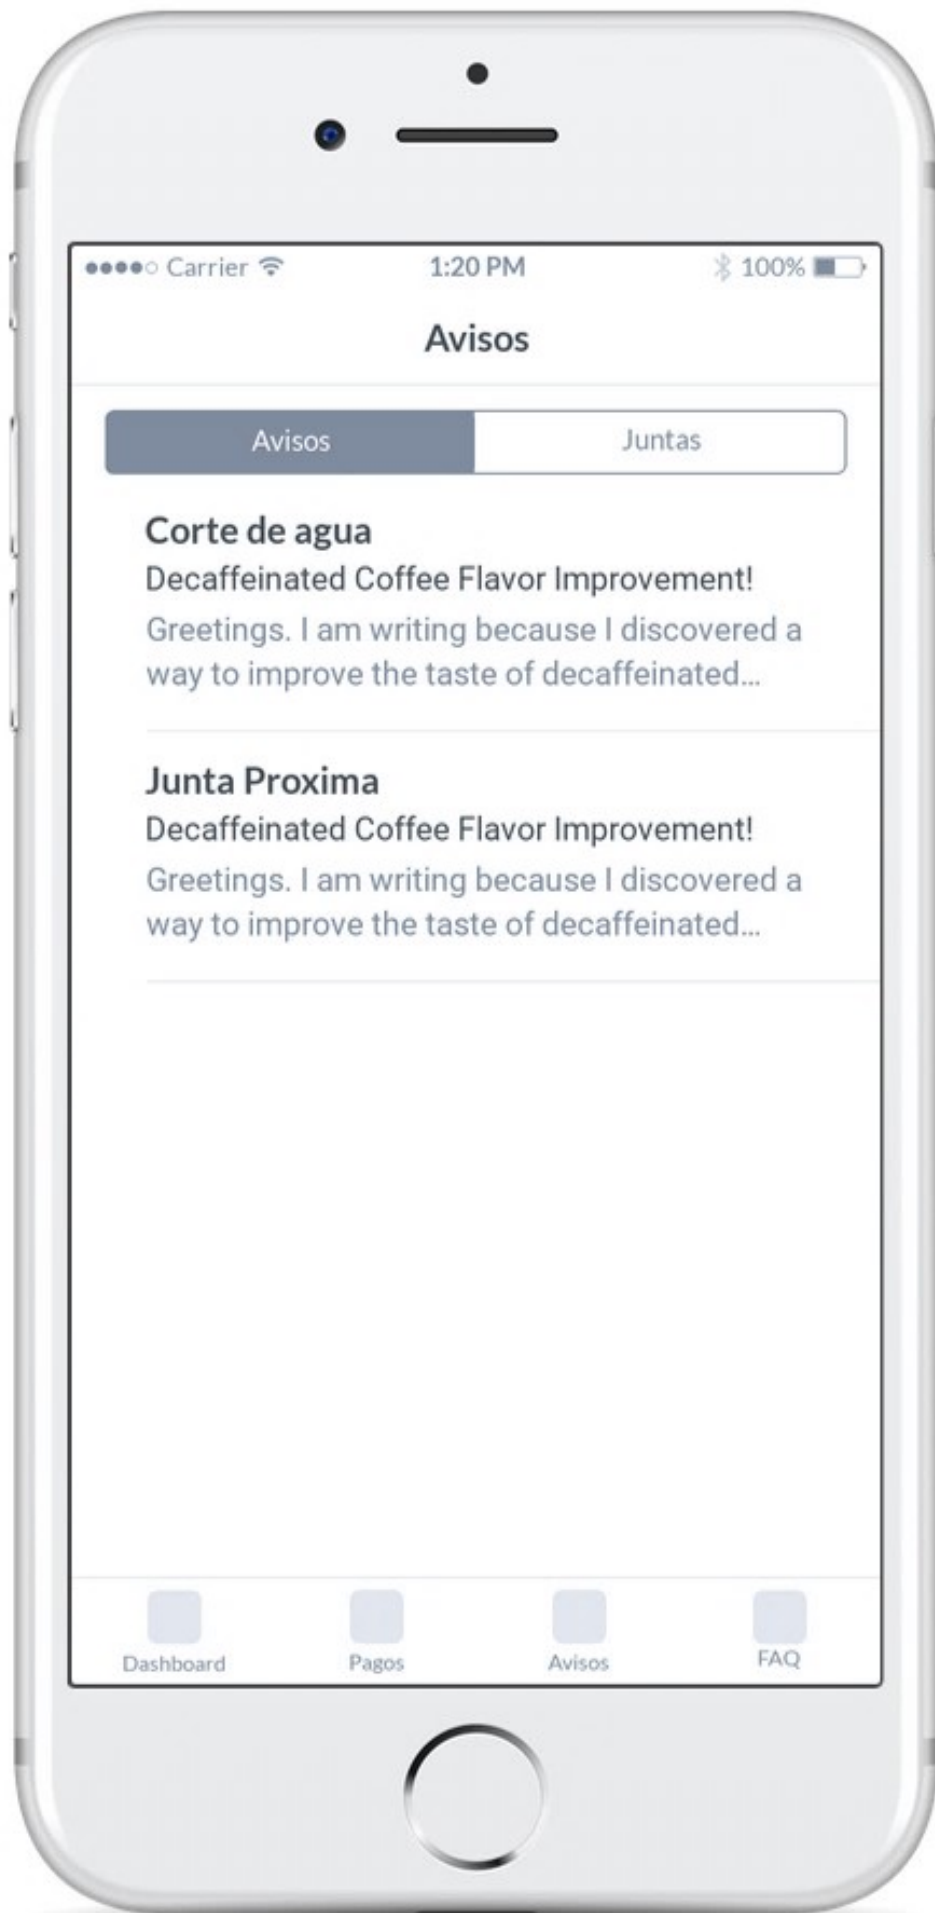 Carrier 1:20 PM 100%
Avisos
Avisos Juntas
Corte de agua
Decaffeinated Coffee Flavor Improvement!
Greetings. I am writing because I discovered a
way to improve the taste of decaffeinated...
Junta Proxima
Decaffeinated Coffee Flavor Improvement!
Greetings. I am writing because I discovered a
way to improve the taste of decaffeinated...
Dashboard Pagos Avisos FAQ